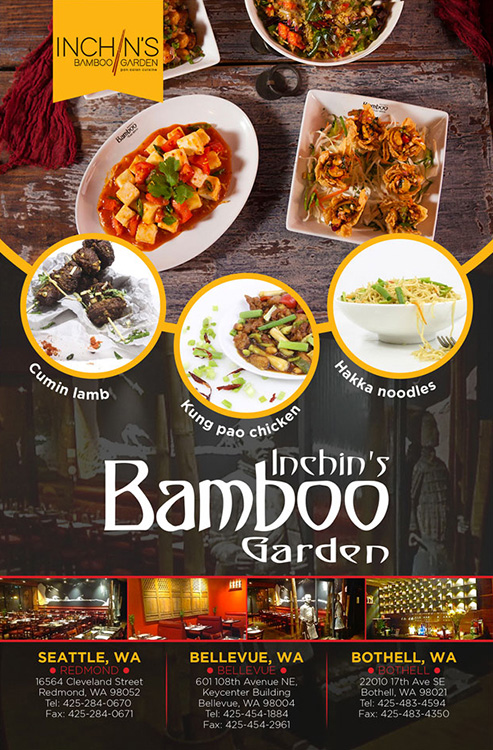 INCHIN'S
BAMBOO GARDEN
pan asian cuisine
Bamboo
Bamboo
Cumin lamb
Kung pao chicken
Hakka noodles
Inchin's
Bamboo
Garden
SEATTLE, WA
• REDMOND •
16564 Cleveland Street
Redmond, WA 98052
Tel: 425-284-0670
Fax: 425-284-0671
BELLEVUE, WA
• BELLEVUE •
601 108th Avenue NE,
Keycenter Building
Bellevue, WA 98004
Tel: 425-454-1884
Fax: 425-454-2961
BOTHELL, WA
• BOTHELL •
22010 17th Ave SE
Bothell, WA 98021
Tel: 425-483-4594
Fax: 425-483-4350